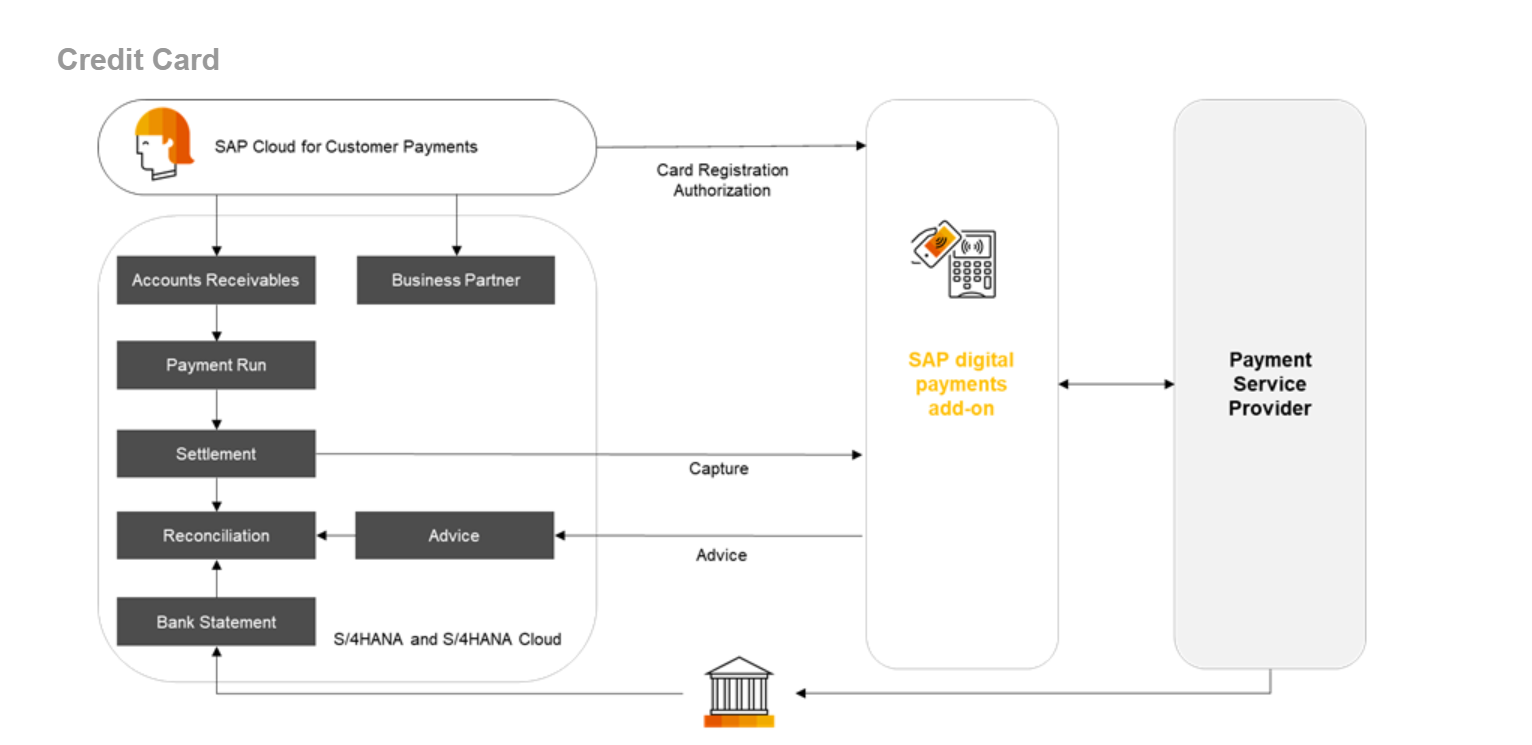 Credit Card
SAP Cloud for Customer Payments
Card Registration
Authorization
Accounts Receivables
Business Partner
Payment Run
SAP digital
payments
add-on
Payment
Service
Provider
Settlement
Capture
Reconciliation
Advice
Advice
Bank Statement
S/4HANA and S/4HANA Cloud